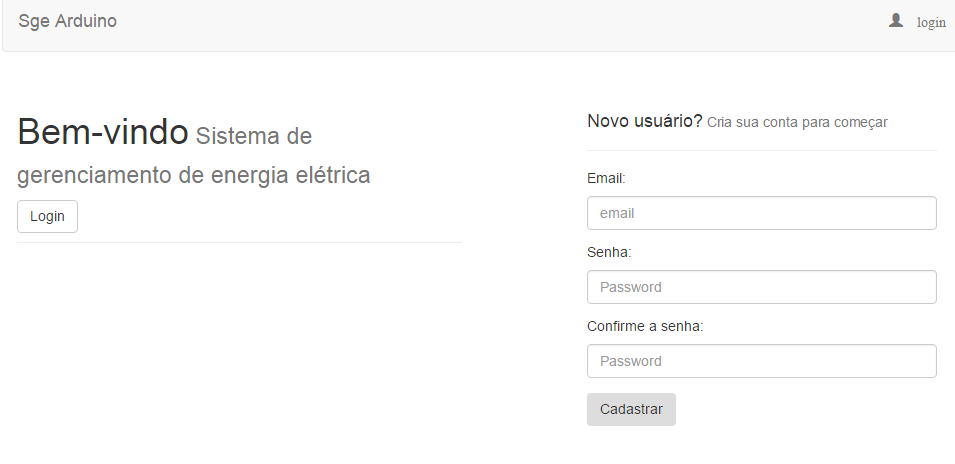 Sge Arduino
login
Bem-vindo Sistema de
gerenciamento de energia elétrica
Login
Novo usuário? Cria sua conta para começar
Email:
email
Senha:
Password
Confirme a senha:
Password
Cadastrar